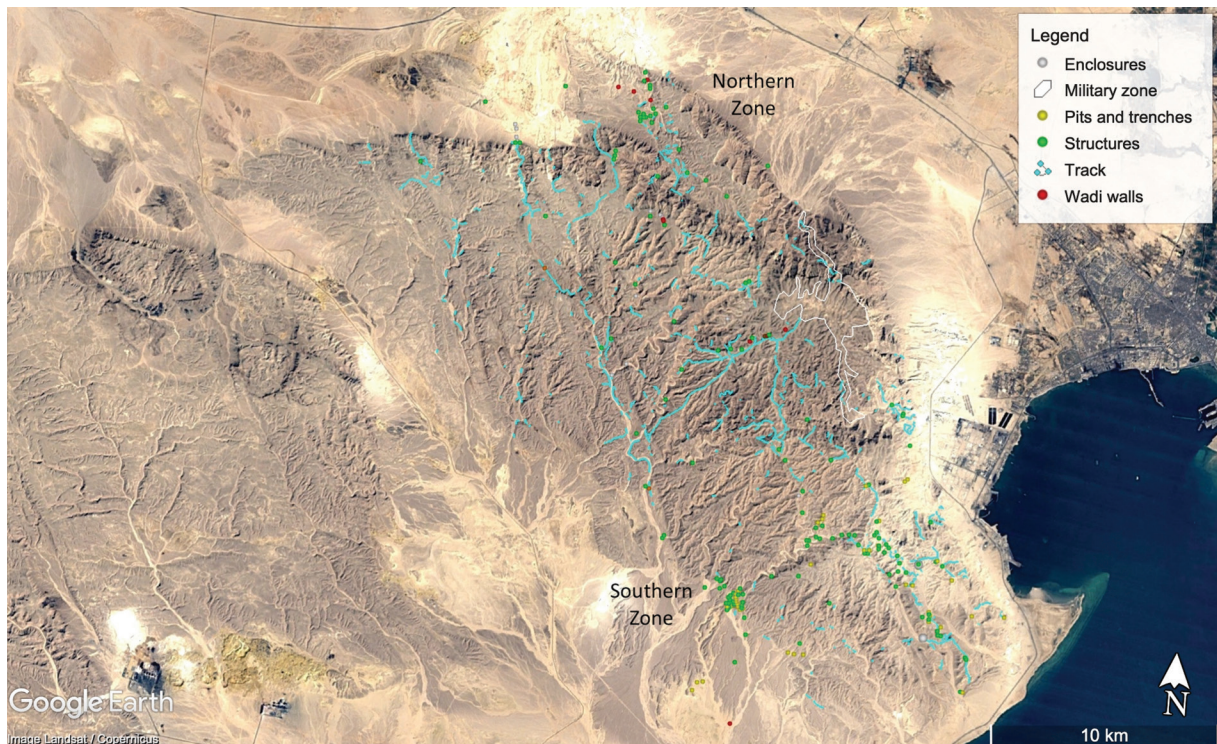 Legend
Enclosures
Military zone
Pits and trenches
Structures
Track
Wadi walls
Northern
Zone
Southern
Zone
Google Earth
Image Landsat / Copernicus
N
10 km